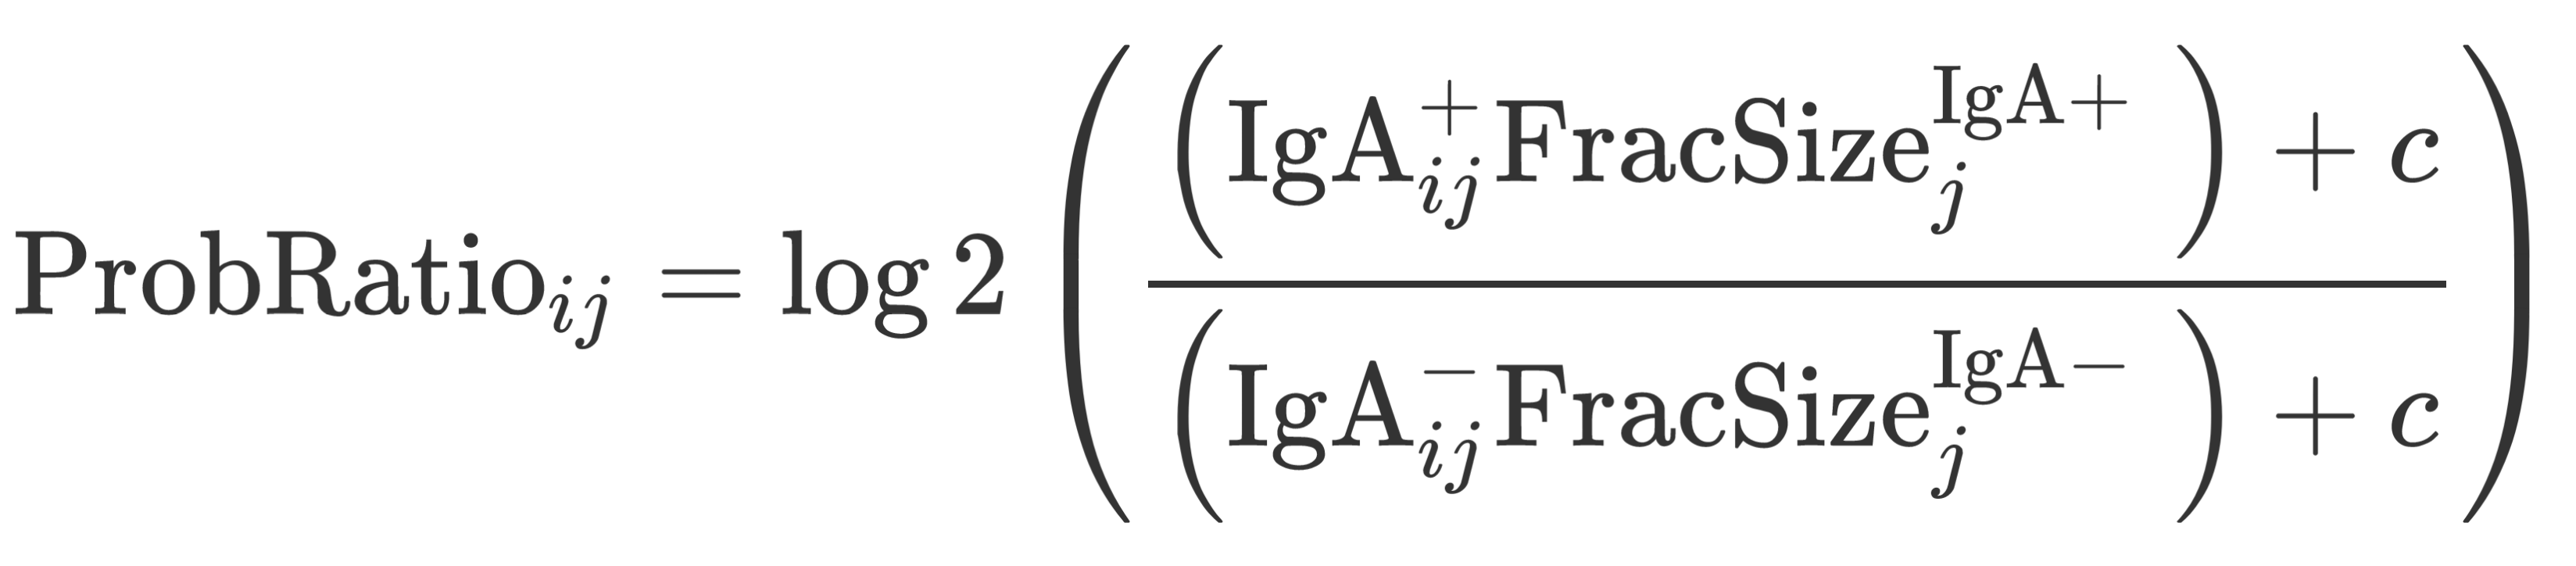 ProbRatio_{ij} = log 2 ( ( IgA^{+}_{ij} FracSize^{IgA+}_{j} ) + c / ( IgA^{-}_{ij} FracSize^{IgA-}_{j} ) + c )